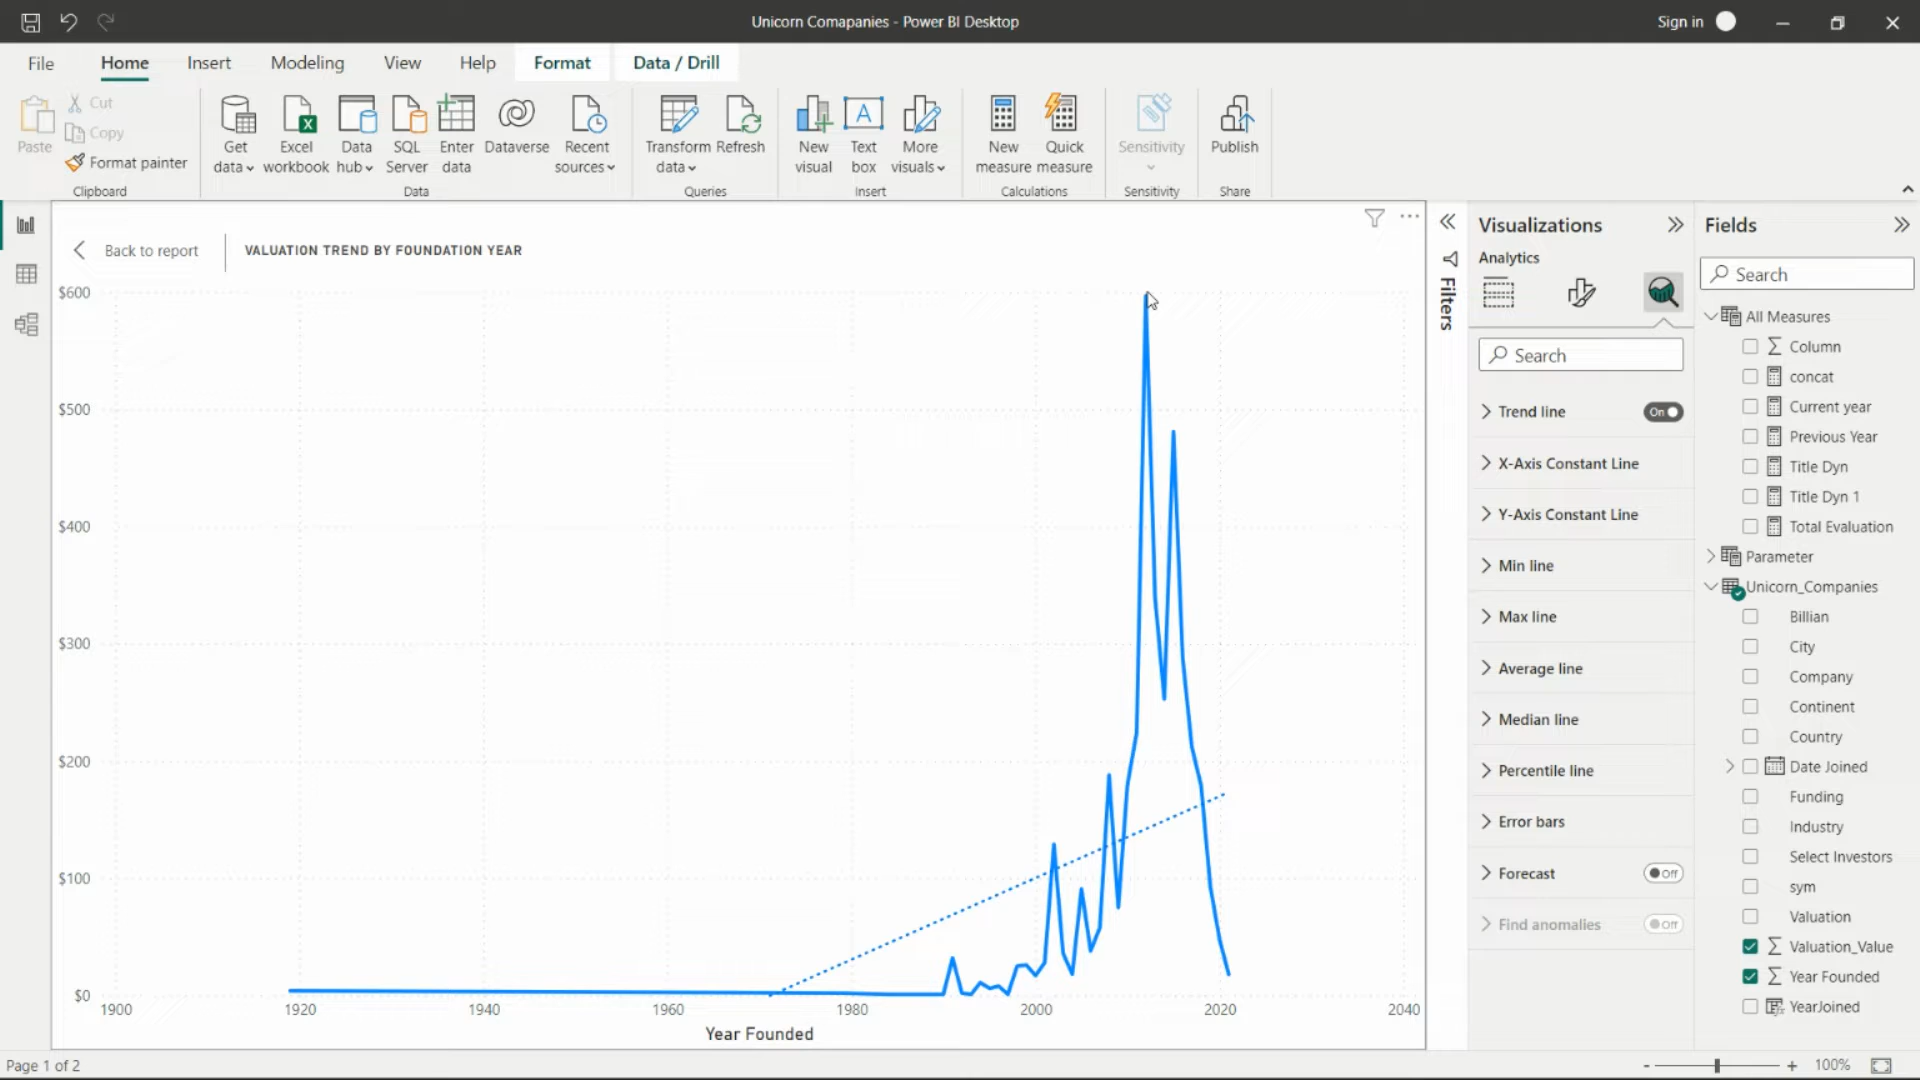 Unicorn Comapanies - Power BI Desktop
Sign in
File Home Insert Modeling View Help Format Data / Drill
Paste
Cut
Copy
Format painter
Clipboard
Get data
Excel workbook
Data hub
SQL Server
Enter data
Dataverse
Recent sources
Data
Transform data
Refresh
Queries
New visual
A
Text box
More visuals
Insert
New measure
Quick measure
Calculations
Sensitivity
Sensitivity
Publish
Share
Back to report
VALUATION TREND BY FOUNDATION YEAR
$600
$500
$400
$300
$200
$100
$0
1900 1920 1940 1960 1980 2000 2020 2040
Year Founded
Filters
Visualizations
Analytics
Search
Trend line On
X-Axis Constant Line
Y-Axis Constant Line
Min line
Max line
Average line
Median line
Percentile line
Error bars
Forecast Off
Find anomalies Off
Fields
Search
All Measures
Column
concat
Current year
Previous Year
Title Dyn
Title Dyn 1
Total Evaluation
Parameter
Unicorn_Companies
Billian
City
Company
Continent
Country
Date Joined
Funding
Industry
Select Investors
sym
Valuation
Valuation_Value
Year Founded
YearJoined
Page 1 of 2
- + 100%